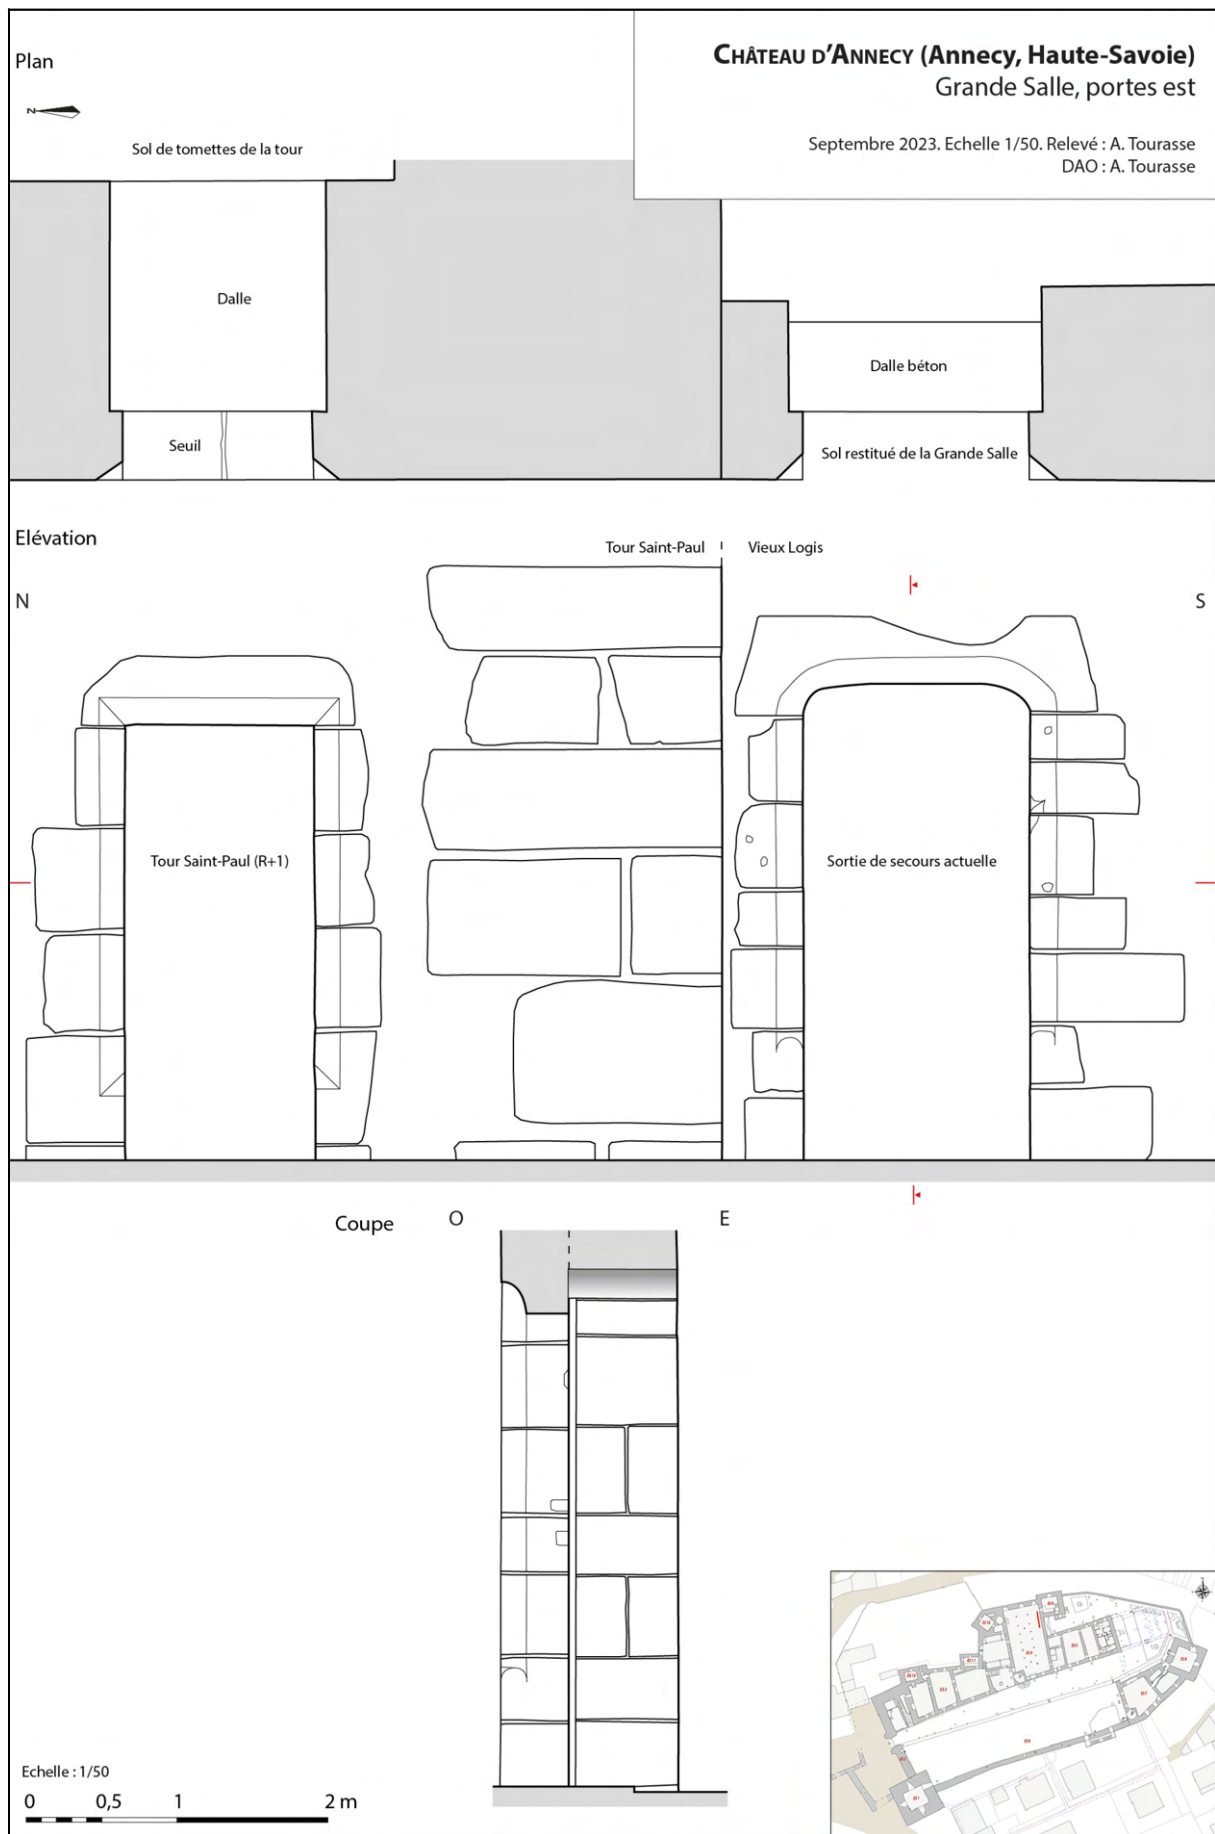 Plan
CHÂTEAU D'ANNECY (Annecy, Haute-Savoie)
Grande Salle, portes est
Septembre 2023. Echelle 1/50. Relevé : A. Tourasse
DAO : A. Tourasse
N
Sol de tomettes de la tour
Dalle
Dalle béton
Seuil
Sol restitué de la Grande Salle
Elévation
Tour Saint-Paul
Vieux Logis
N
S
Tour Saint-Paul (R+1)
Sortie de secours actuelle
Coupe
O
E
Echelle : 1/50
0 0,5 1 2 m